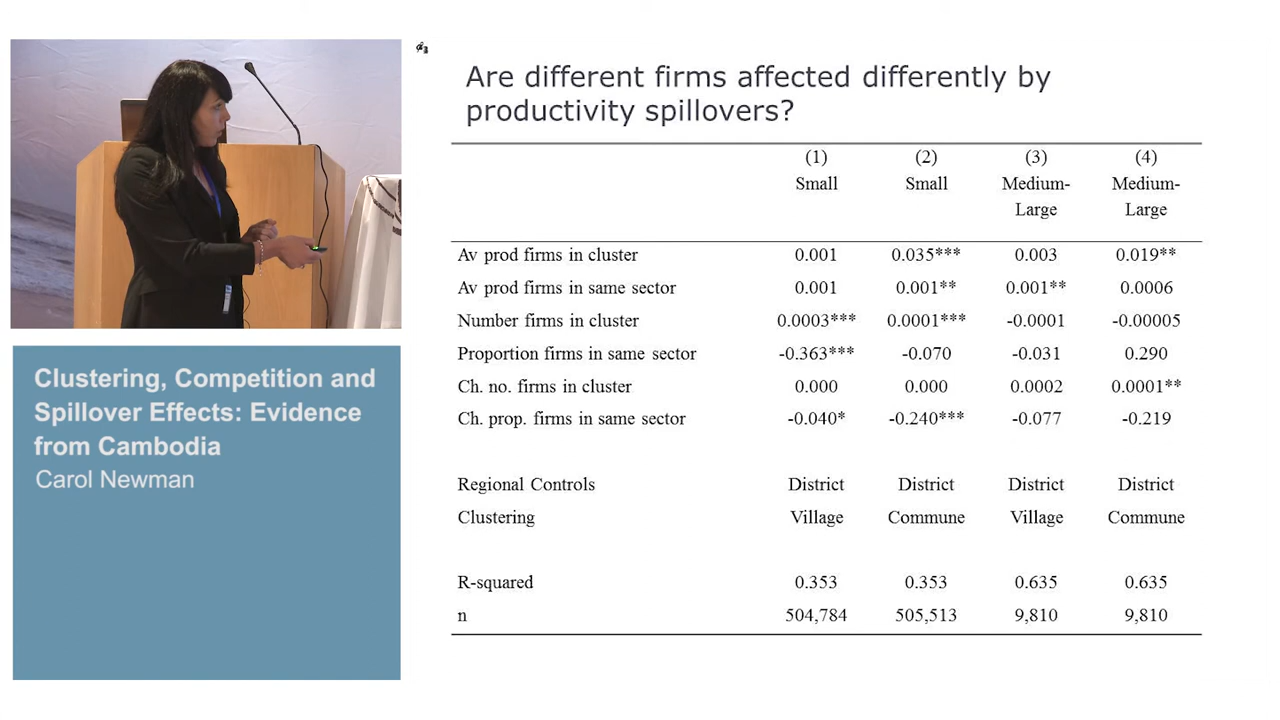 Are different firms affected differently by
productivity spillovers?
(1) (2) (3) (4)
Small Small Medium- Medium-
Large Large
Av prod firms in cluster 0.001 0.035*** 0.003 0.019**
Av prod firms in same sector 0.001 0.001** 0.001** 0.0006
Number firms in cluster 0.0003*** 0.0001*** -0.0001 -0.00005
Proportion firms in same sector -0.363*** -0.070 -0.031 0.290
Ch. no. firms in cluster 0.000 0.000 0.0002 0.0001**
Ch. prop. firms in same sector -0.040* -0.240*** -0.077 -0.219
Regional Controls District District District District
Clustering Village Commune Village Commune
R-squared 0.353 0.353 0.635 0.635
n 504,784 505,513 9,810 9,810
Clustering, Competition and
Spillover Effects: Evidence
from Cambodia
Carol Newman